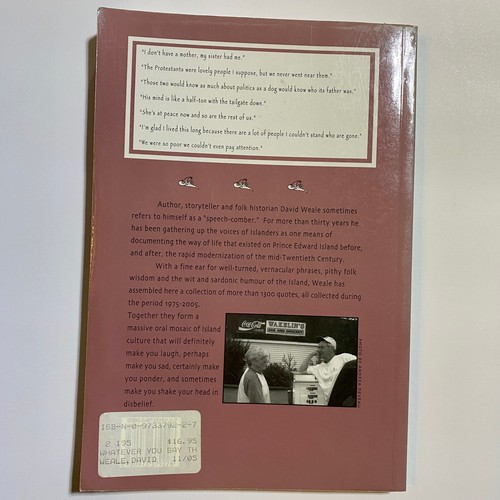 "I don't have a mother, my sister had me."
"The Protestants were lovely people I suppose, but we never went near them."
"Those two would know as much about politics as a dog would know who its father was."
"His mind is like a half-ton with the tailgate down."
"She's at peace now and so are the rest of us."
"I'm glad I lived this long because there are a lot of people I couldn't stand who are gone."
"We were so poor we couldn't even pay attention."
Author, storyteller and folk historian David Weale sometimes
refers to himself as a "speech-comber." For more than thirty years he
has been gathering up the voices of Islanders as one means of
documenting the way of life that existed on Prince Edward Island before,
and after, the rapid modernization of the mid-Twentieth Century.
With a fine ear for well-turned, vernacular phrases, pithy folk
wisdom and the wit and sardonic humour of the Island, Weale has
assembled here a collection of more than 1300 quotes, all collected during
the period 1975-2005.
Together they form a
massive oral mosaic of Island
culture that will definitely
make you laugh, perhaps
make you sad, certainly make
you ponder, and sometimes
make you shake your head in
disbelief.
Coca-Cola
WAKELIN'S
ISBN-0-9733792-2-7
2 195 $16.95
WHATEVER YOU SAY TH
WEALE,DAVID 11/05